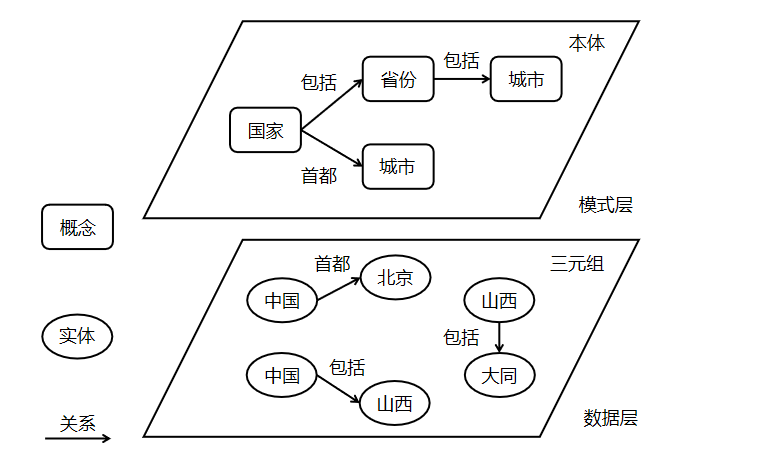 本体
包括
包括
省份
城市
国家
首都
城市
模式层
概念
三元组
首都
北京
中国
山西
实体
包括
中国
包括
大同
山西
关系
数据层